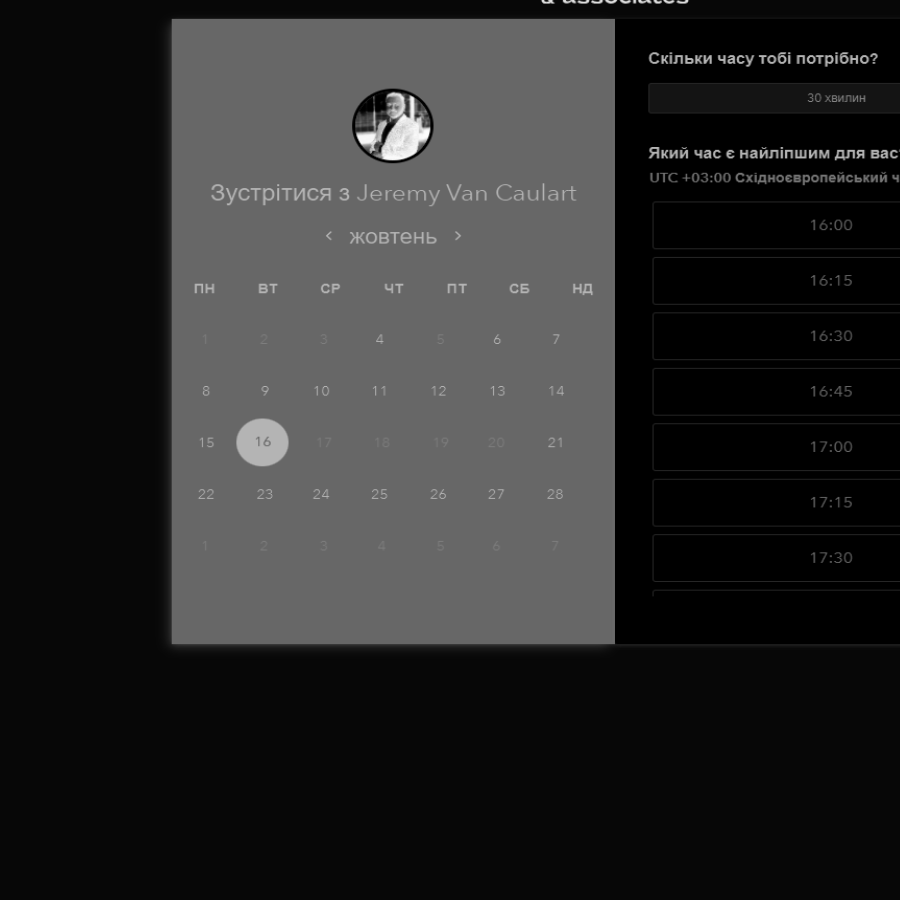 & associates
Зустрітися з Jeremy Van Caulart
< жовтень >
ПН ВТ СР ЧТ ПТ СБ НД
1 2 3 4 5 6 7
8 9 10 11 12 13 14
15 16 17 18 19 20 21
22 23 24 25 26 27 28
1 2 3 4 5 6 7
Скільки часу тобі потрібно?
30 хвилин
Який час є найліпшим для вас
UTC +03:00 Східноєвропейський ч
16:00
16:15
16:30
16:45
17:00
17:15
17:30